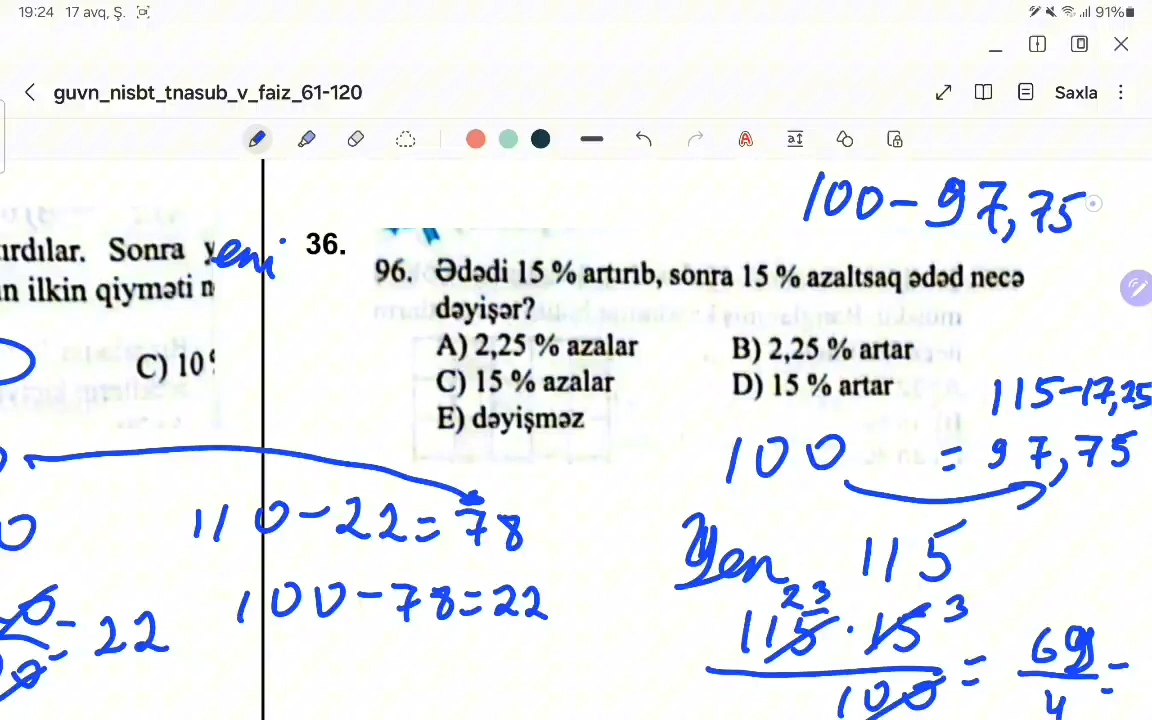 19:24 17 avq, Ş. 91%
guvn_nisbt_tnasub_v_faiz_61-120 Saxla
100-97,75
ırdılar. Sonra yeni
n ilkin qiyməti n
C) 10
36.
96. Ədədi 15 % artırıb, sonra 15 % azaltsaq ədəd necə
dəyişər?
A) 2,25 % azalar B) 2,25 % artar
C) 15 % azalar D) 15 % artar
E) dəyişməz
115-17,25
100 = 97,75
110-22=78
100-78=22
= 22
Yen 115
23 3
115·15
100
= 69
4 =